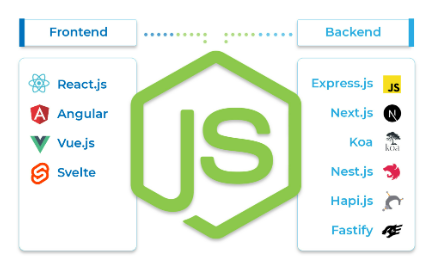 Frontend
Backend
React.js
Angular
Vue.js
Svelte
JS
Express.js
JS
Next.js
Koa
koa
Nest.js
Hapi.js
Fastify